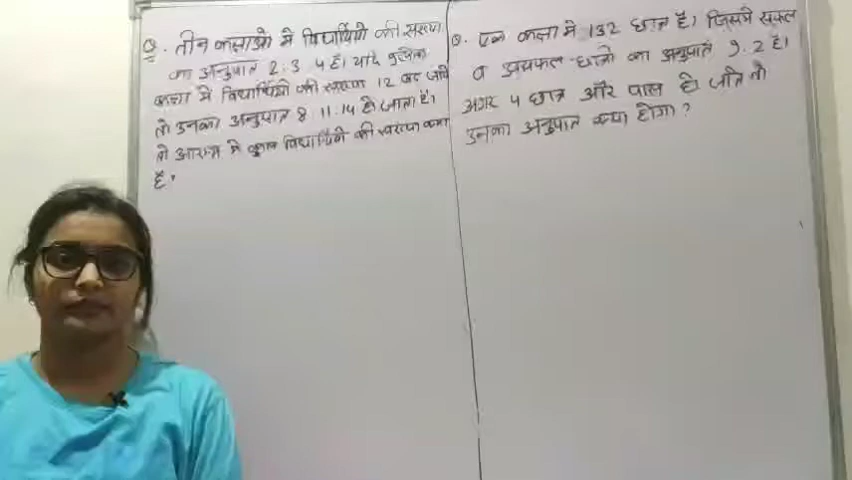 Q. तीन कक्षाओ मे विधार्थियो की संख्या
का अनुपात 2:3:4 है। यदि प्रत्येक
कक्षा मे विधार्थियो की संख्या 12 बढ़ जाये
तो उनका अनुपात 8:11:14 हो जाता है।
तो आरम्भ मे कुल विधार्थियो की संख्या क्या
है।
Q. एक कक्षा मे 132 छात्र है। जिसमे सफल
व असफल छात्रो का अनुपात 9:2 है।
अगर 4 छात्र और पास हो जाते तो
उनका अनुपात क्या होगा?